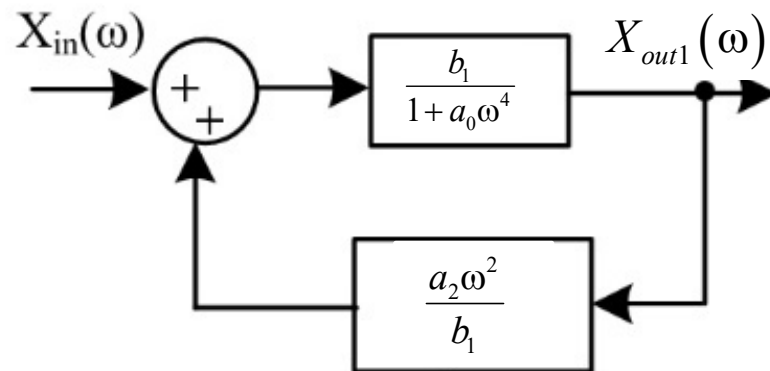 X_in(ω)
X_out1(ω)
+
+
b_1/(1 + a_0ω^4)
a_2ω^2/b_1